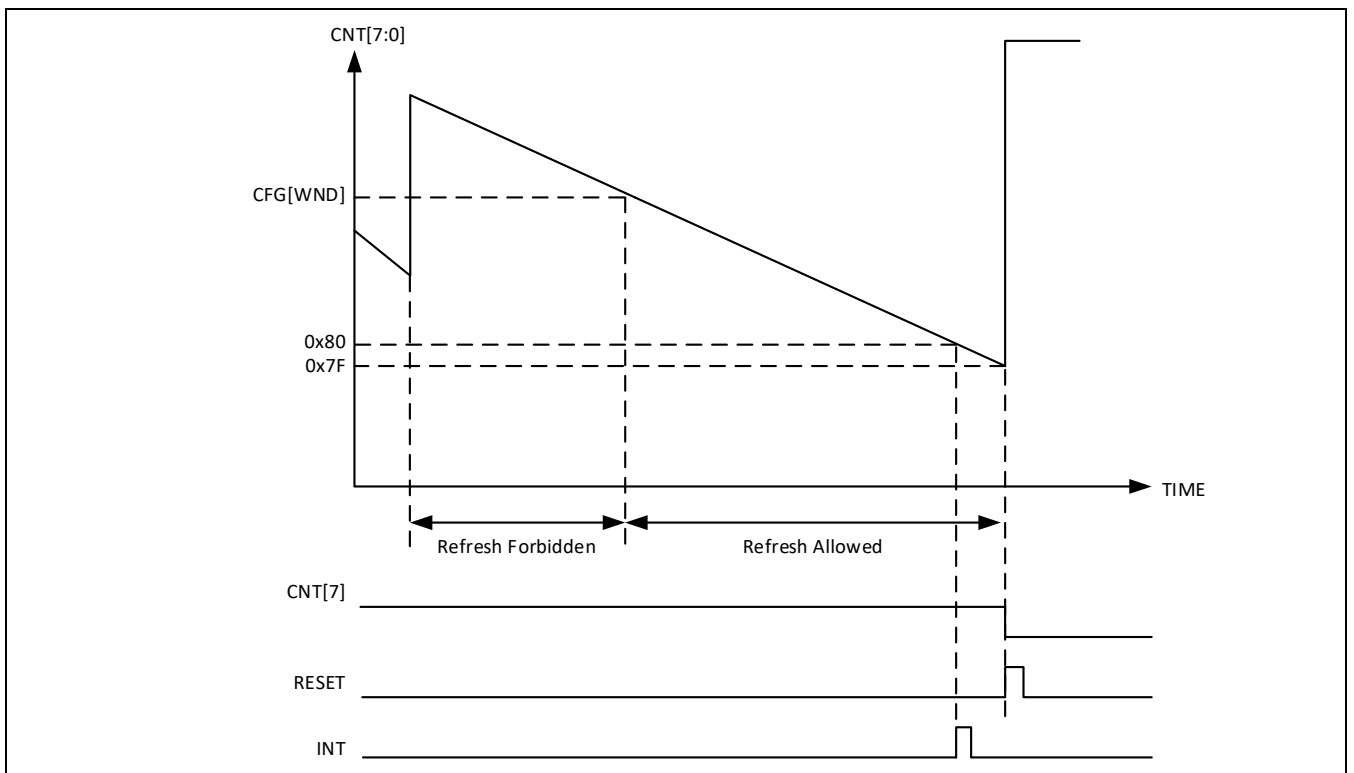 CNT[7:0]
CFG[WND]
0x80
0x7F
TIME
Refresh Forbidden
Refresh Allowed
CNT[7]
RESET
INT